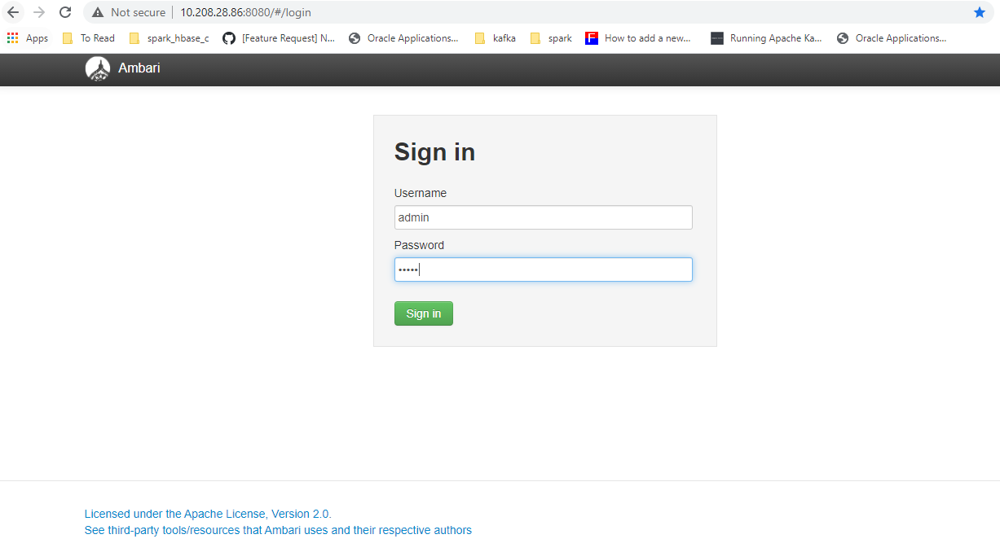 Not secure 10.208.28.86:8080/#/login
Apps To Read spark_hbase_c [Feature Request] N... Oracle Applications... kafka spark F How to add a new... Running Apache Ka... Oracle Applications...
Ambari
Sign in
Username
admin
Password
•••••
Sign in
Licensed under the Apache License, Version 2.0.
See third-party tools/resources that Ambari uses and their respective authors